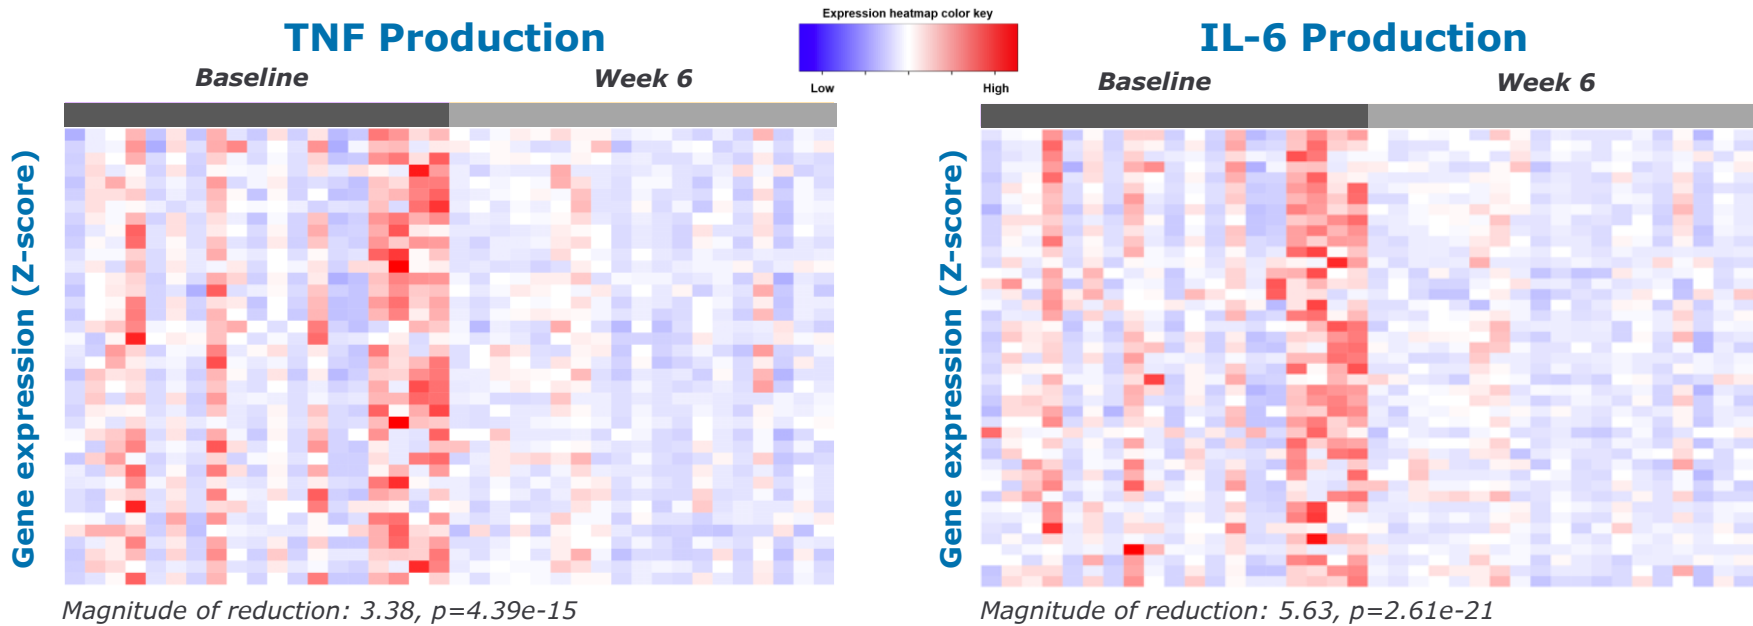 TNF Production
Expression heatmap color key
Low High
IL-6 Production
Baseline Week 6
Baseline Week 6
Gene expression (Z-score)
Gene expression (Z-score)
Magnitude of reduction: 3.38, p=4.39e-15
Magnitude of reduction: 5.63, p=2.61e-21